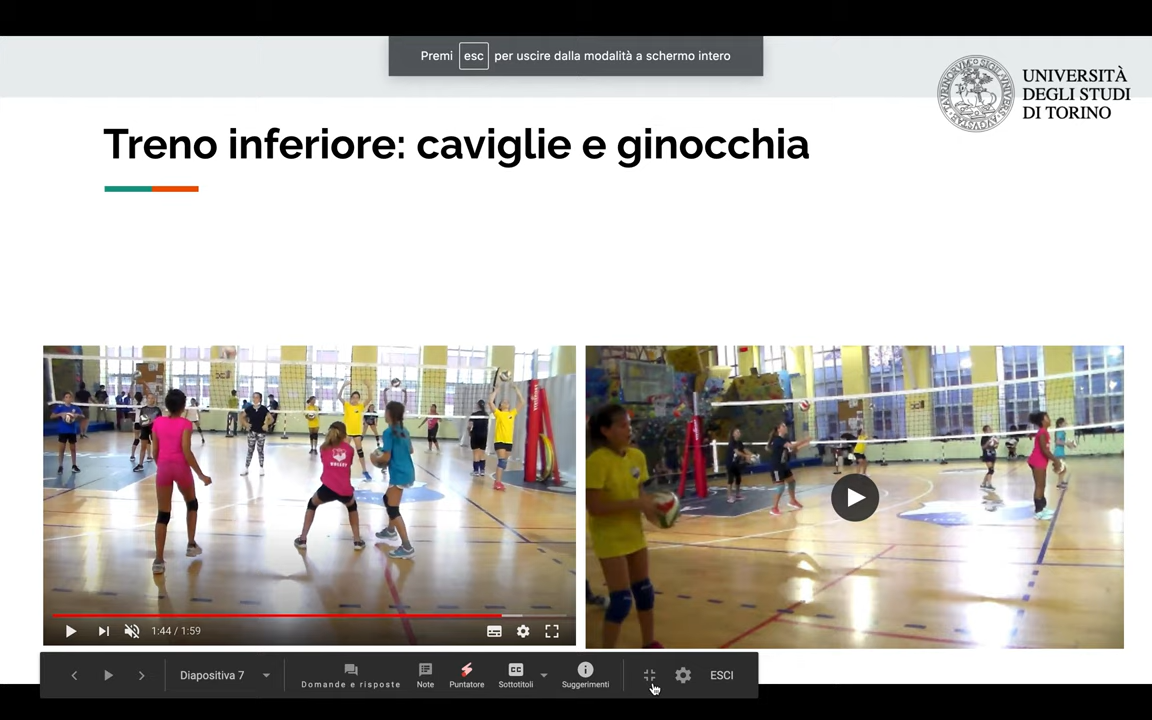 Premi esc per uscire dalla modalità a schermo intero
UNIVERSITÀ
DEGLI STUDI
DI TORINO
Treno inferiore: caviglie e ginocchia
1:44 / 1:59
Diapositiva 7
Domande e risposte
Note
Puntatore
CC
Sottotitoli
Suggerimenti
ESCI